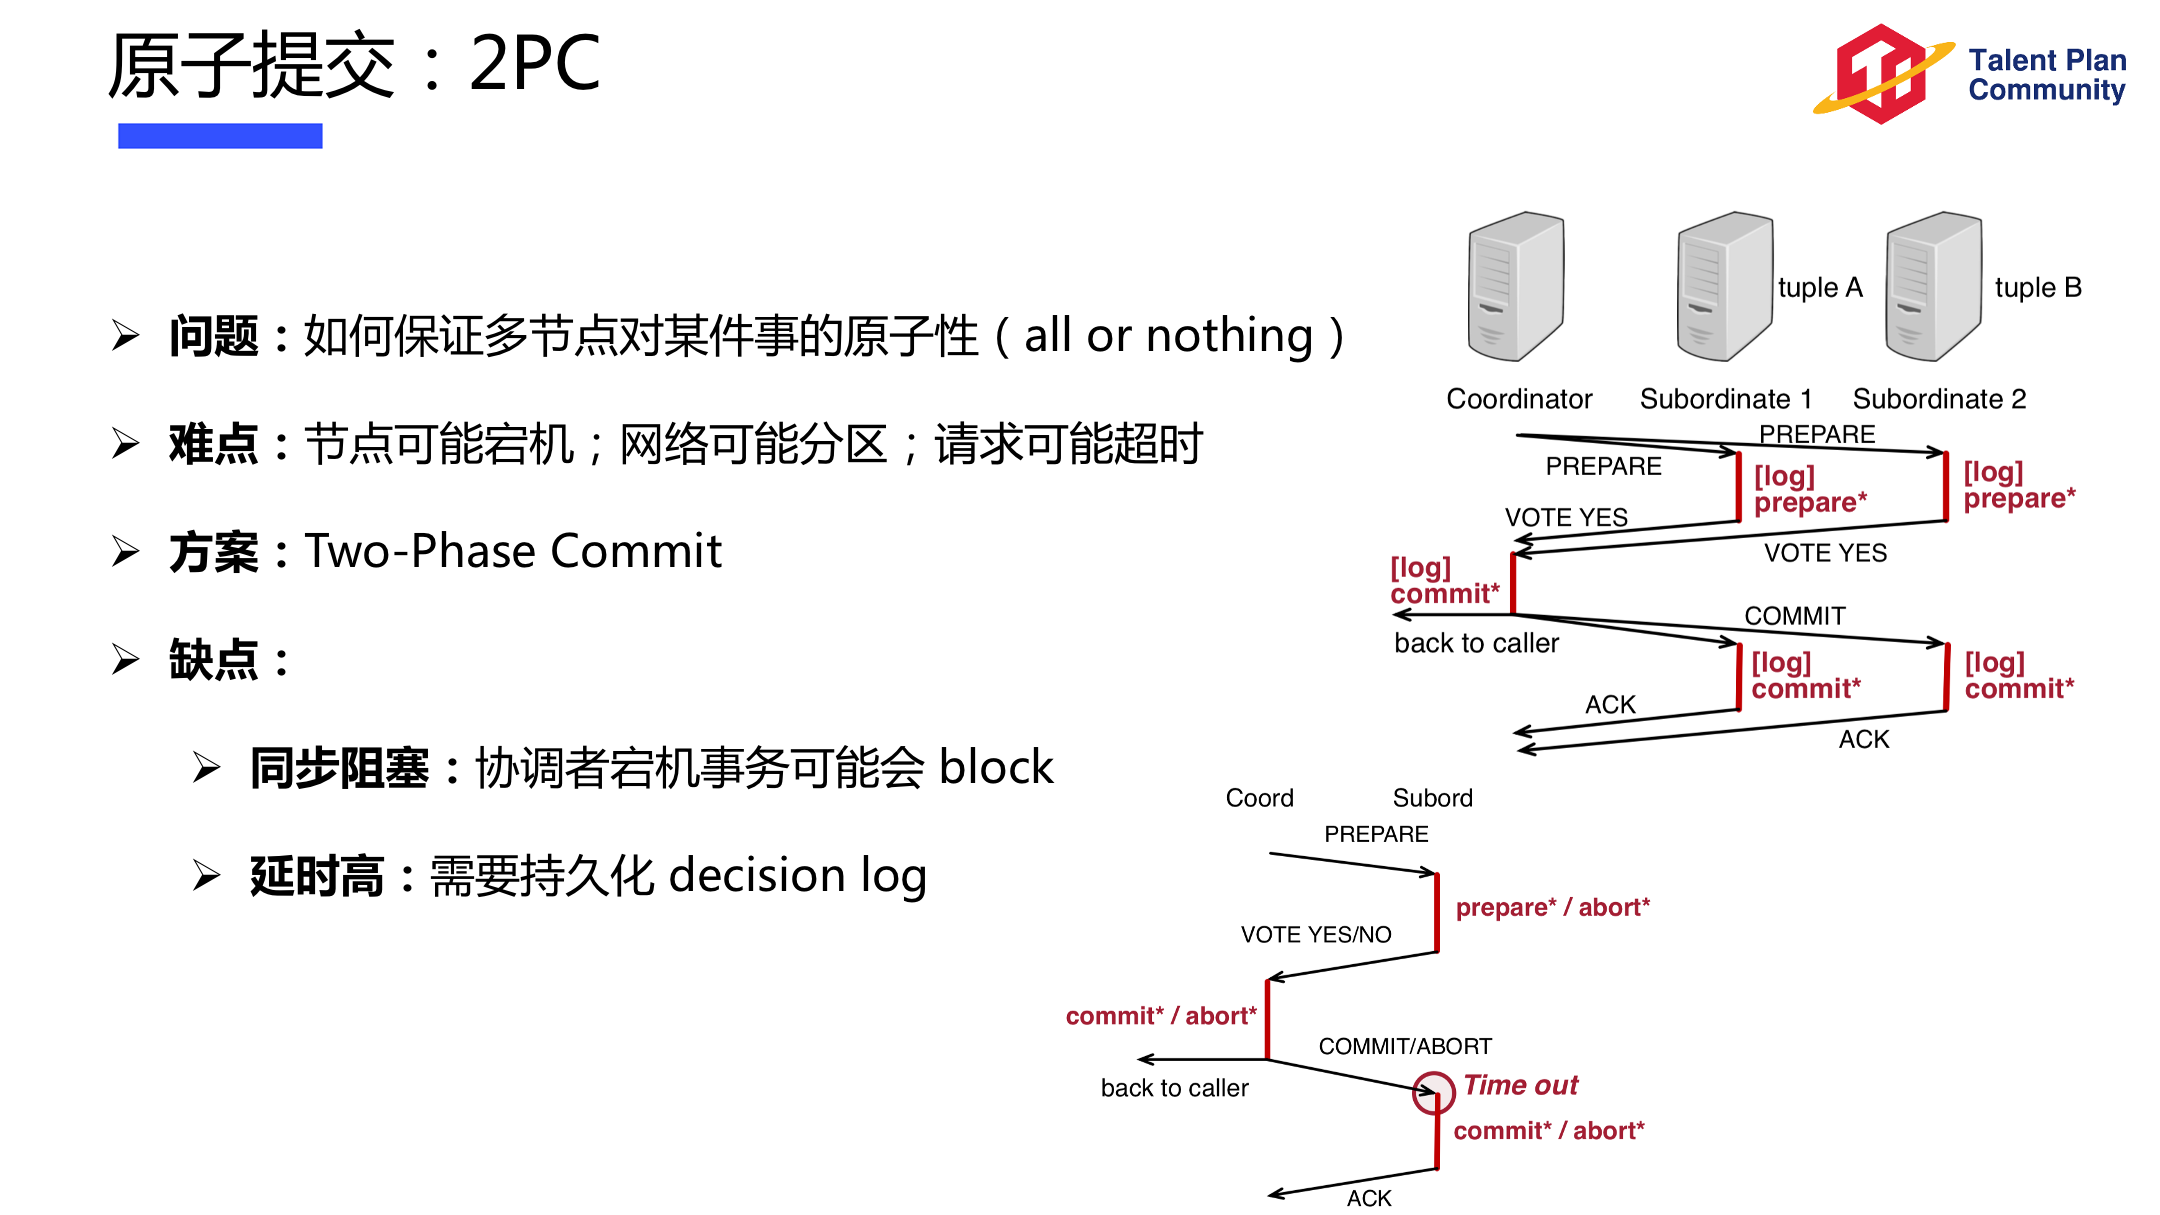 原子提交：2PC
Talent Plan
Community
问题：如何保证多节点对某件事的原子性（all or nothing）
难点：节点可能宕机；网络可能分区；请求可能超时
方案：Two-Phase Commit
缺点：
同步阻塞：协调者宕机事务可能会 block
延时高：需要持久化 decision log
tuple A
tuple B
Coordinator
Subordinate 1
Subordinate 2
PREPARE
PREPARE
[log]
prepare*
[log]
prepare*
VOTE YES
VOTE YES
[log]
commit*
COMMIT
back to caller
[log]
commit*
[log]
commit*
ACK
ACK
Coord
Subord
PREPARE
prepare* / abort*
VOTE YES/NO
commit* / abort*
COMMIT/ABORT
back to caller
Time out
commit* / abort*
ACK